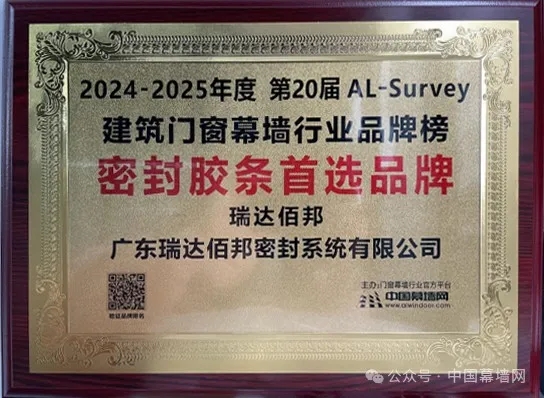 2024-2025年度 第20届 AL-Survey
建筑门窗幕墙行业品牌榜
密封胶条首选品牌
瑞达佰邦
广东瑞达佰邦密封系统有限公司
主办:门窗幕墙行业官方平台
中国幕墙网
www.alwindoor.com
公众号·中国幕墙网